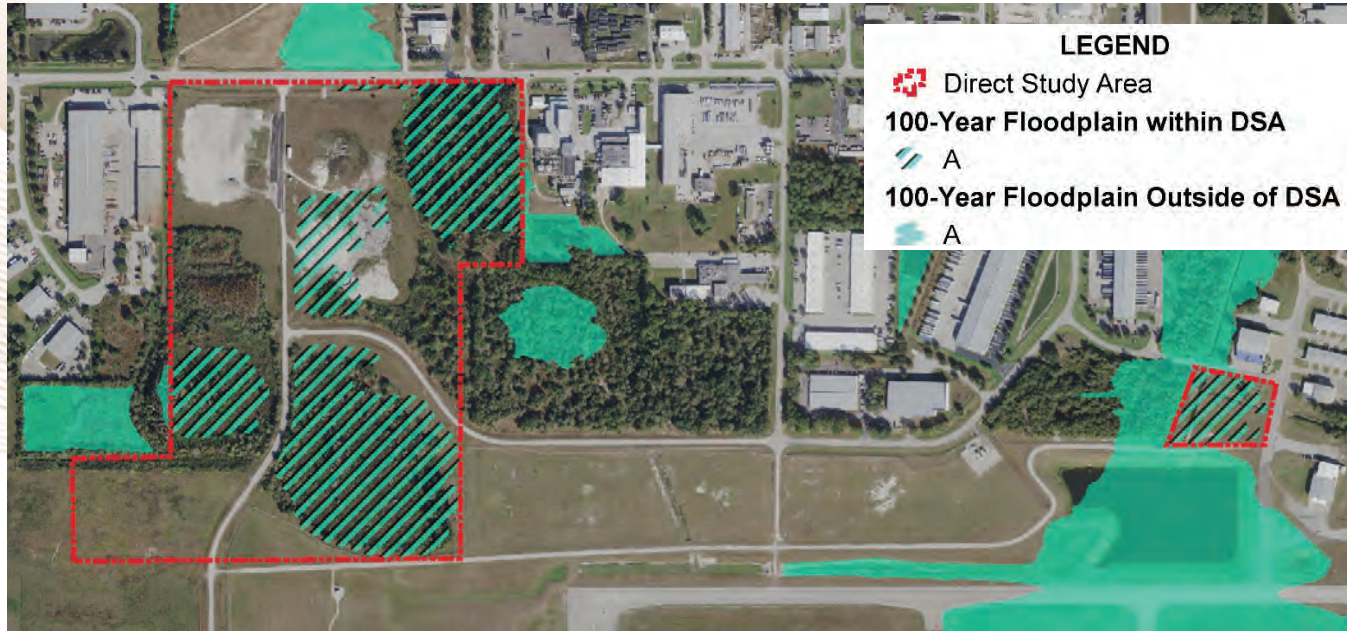 LEGEND
Direct Study Area
100-Year Floodplain within DSA
A
100-Year Floodplain Outside of DSA
A